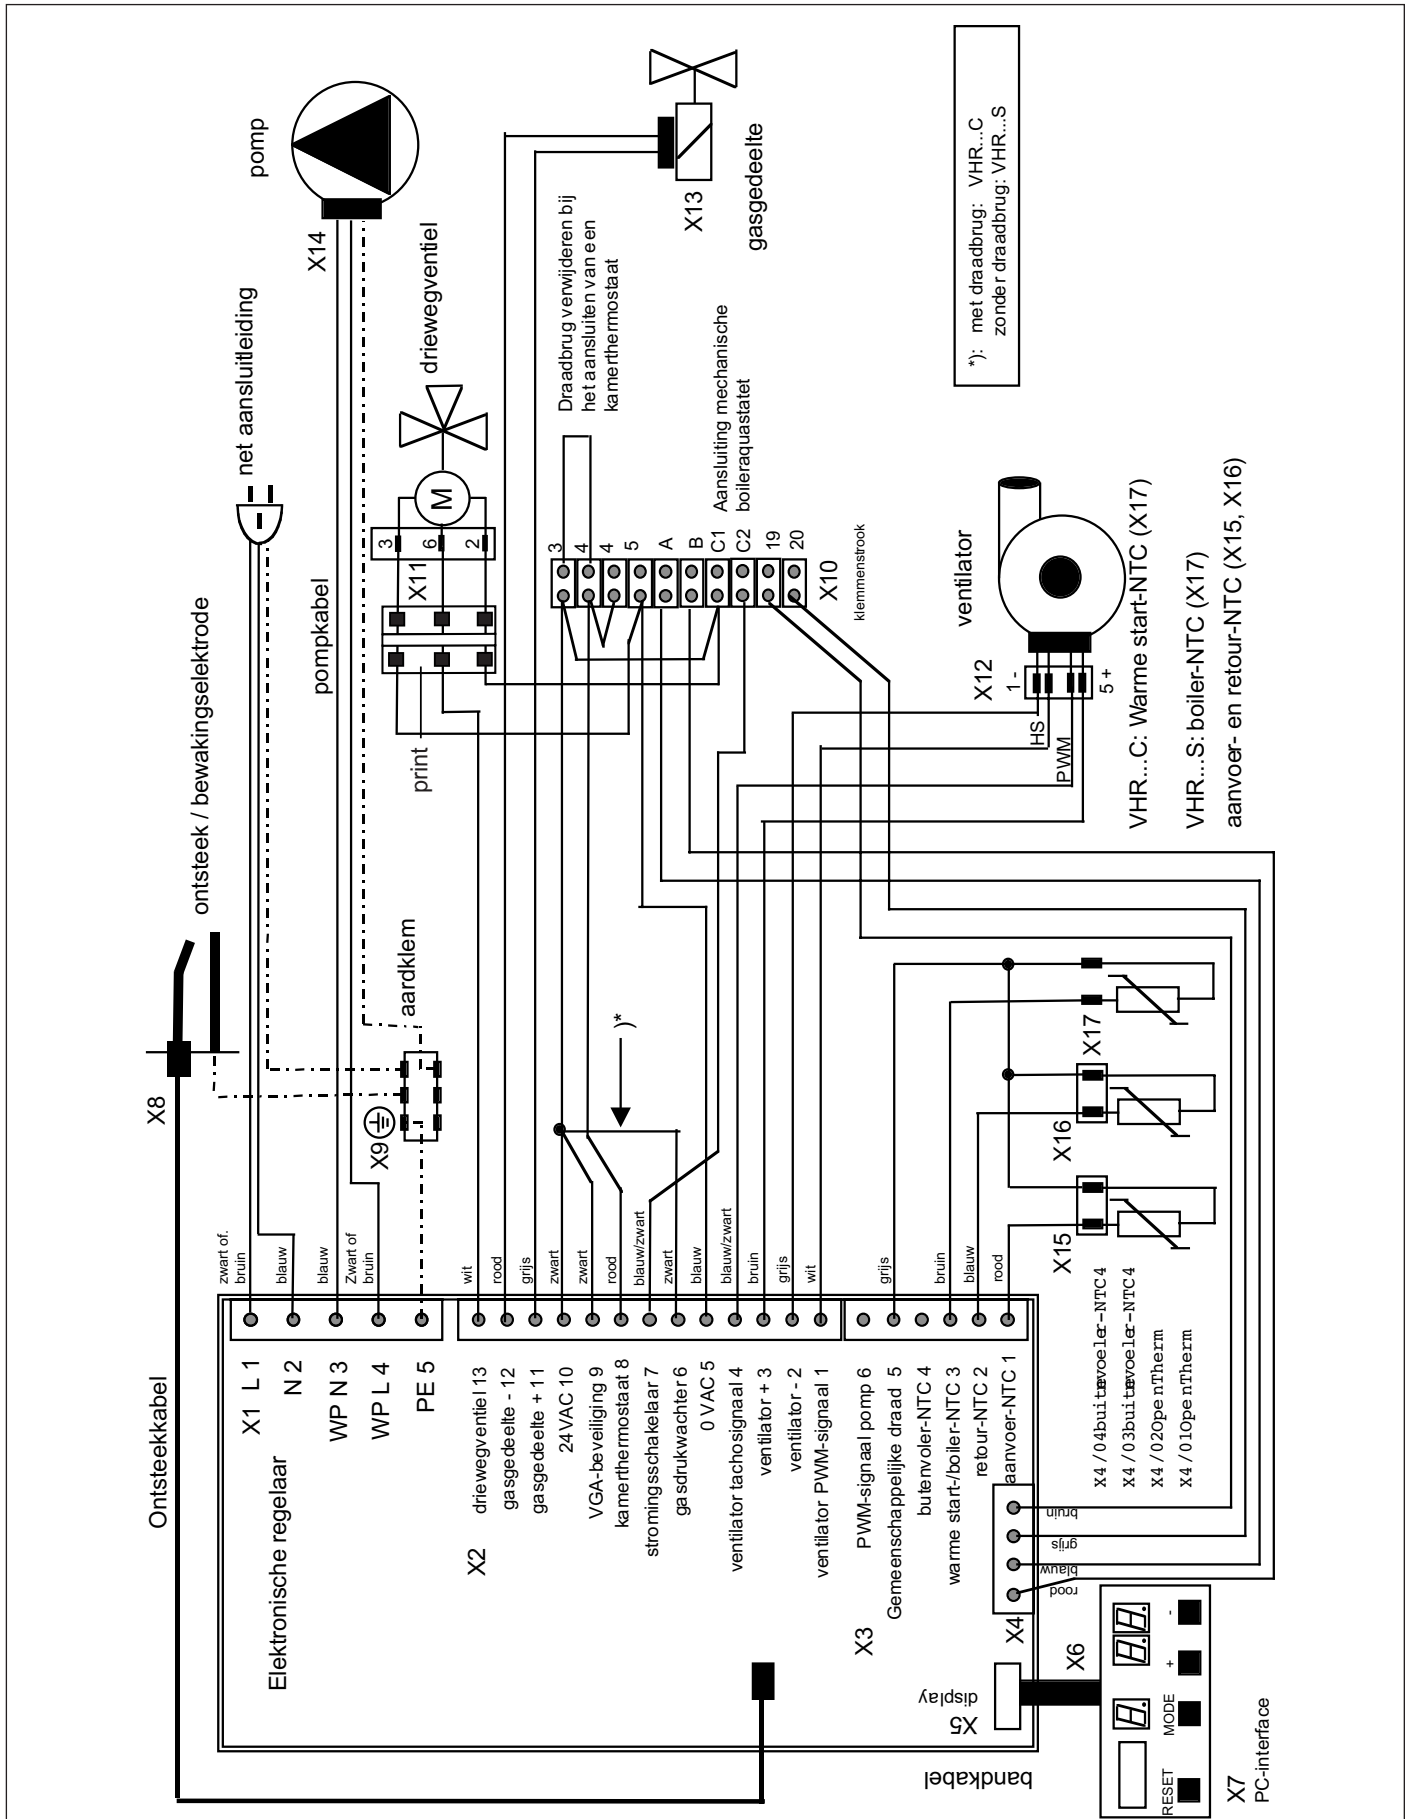 Ontsteekkabel
X8
ontsteek / bewakingselektrode
net aansluitleiding
pomp
X14
pompkabel
aardklem
X9
print
X11
3
6
2
M
driewegventiel
X13
gasgedeelte
Draadbrug verwijderen bij
het aansluiten van een
kamerthermostaat
Aansluiting mechanische
boileraquastatet
3
4
4
5
A
B
C1
C2
19
20
X10
klemmenstrook
)*
*): met draadbrug: VHR...C
zonder draadbrug: VHR...S
ventilator
X12
1 -
5 +
HS
PWM
VHR...C: Warme start-NTC (X17)
VHR...S: boiler-NTC (X17)
aanvoer- en retour-NTC (X15, X16)
Elektronische regelaar
X1 L 1
N 2
WP N 3
WP L 4
PE 5
zwart of.
bruin
blauw
blauw
Zwart of
bruin
X2
driewegventiel 13
gasgedeelte - 12
gasgedeelte + 11
24VAC 10
VGA-beveiliging 9
kamerthermostaat 8
stromingsschakelaar 7
gasdrukwachter 6
0 VAC 5
ventilator tachosignaal 4
ventilator + 3
ventilator - 2
ventilator PWM-signaal 1
wit
rood
grijs
zwart
zwart
rood
blauw/zwart
zwart
blauw
blauw/zwart
bruin
grijs
wit
X3
PWM-signaal pomp 6
Gemeenschappelijke draad 5
butenvoler-NTC 4
warme start-/boiler-NTC 3
retour-NTC 2
aanvoer-NTC 1
grijs
bruin
blauw
rood
X17
X16
X15
X4/04buitenvoeler-NTC4
X4/03buitenvoeler-NTC4
X4/02OpenTherm
X4/01OpenTherm
X4
bruin
grijs
blauw
rood
X5
display
X6
bandkabel
RESET
MODE
+
-
X7
PC-interface